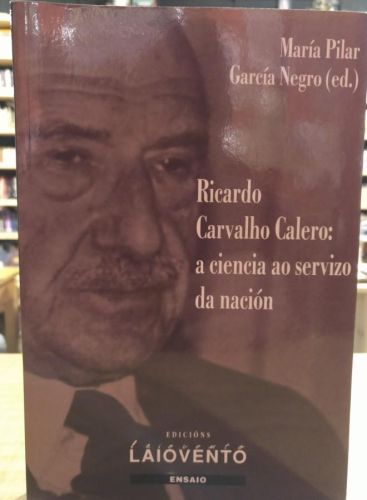 María Pilar
García Negro (ed.)
Ricardo
Carvalho Calero:
a ciencia ao servizo
da nación
EDICIÓNS
LAIOVENTO
ENSAIO